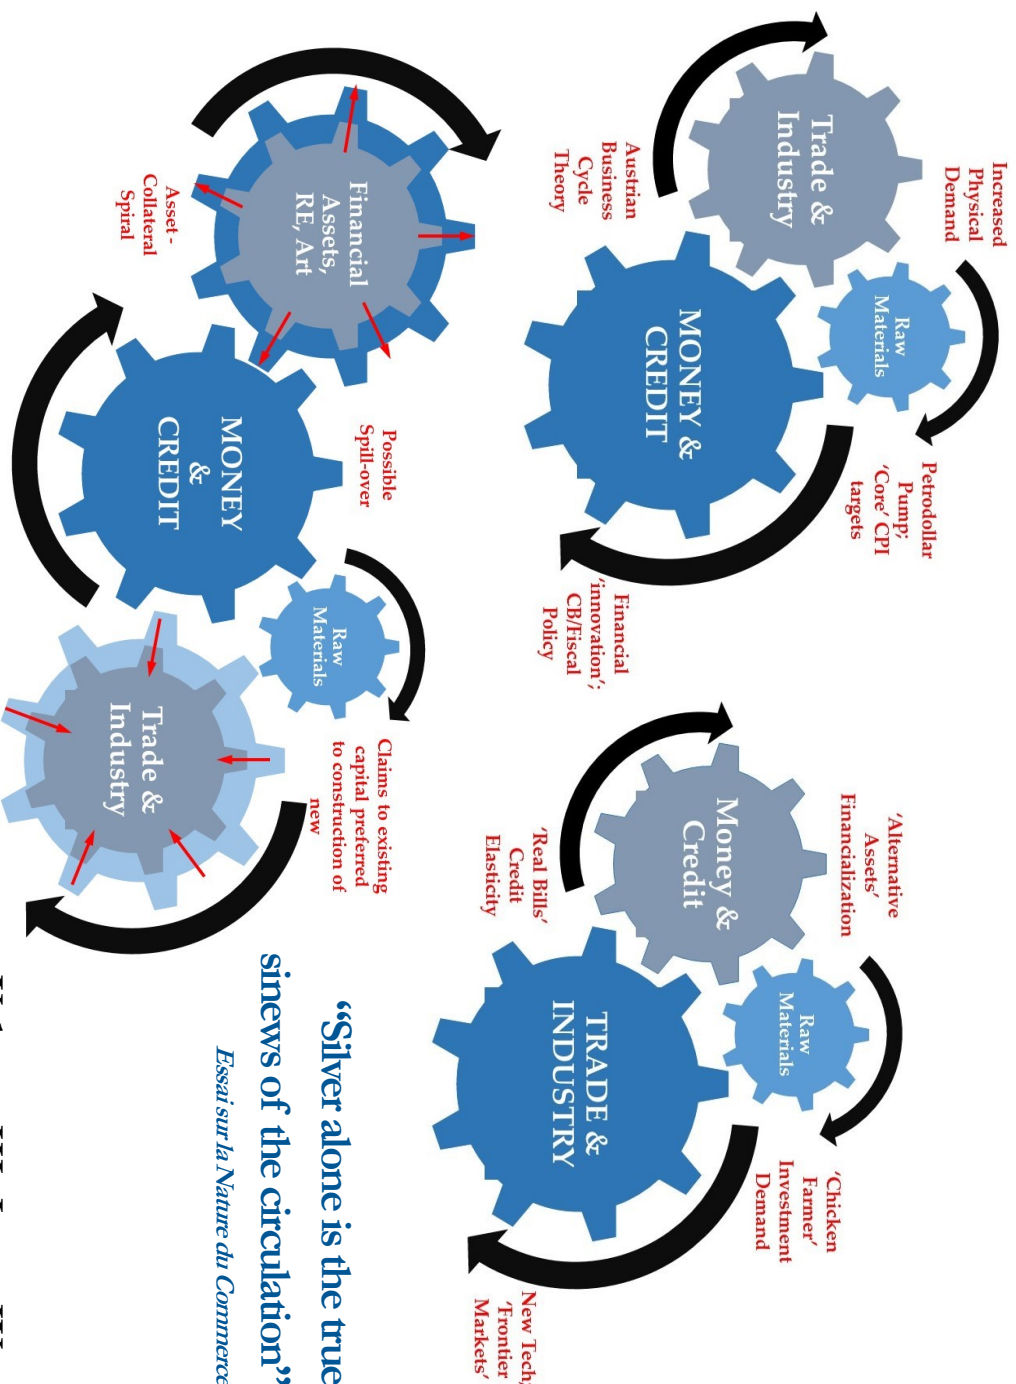 Increased
Physical
Demand
Trade &
Industry
Raw
Materials
Austrian
Business
Cycle
Theory
MONEY &
CREDIT
Petrodollar
Pump;
‘Core’ CPI
targets
Financial
‘innovation’;
CB/Fiscal
Policy
‘Alternative
Assets’
Financialization
Money &
Credit
Raw
Materials
‘Real Bills’
Credit
Elasticity
TRADE &
INDUSTRY
‘Chicken
Farmer’
Investment
Demand
New Tech;
‘Frontier
Markets’
Financial
Assets,
RE, Art
Asset -
Collateral
Spiral
Possible
Spill-over
MONEY
&
CREDIT
Raw
Materials
Claims to existing
capital preferred
to construction of
new
Trade &
Industry
“Silver alone is the true
sinews of the circulation”
Essai sur la Nature du Commerce